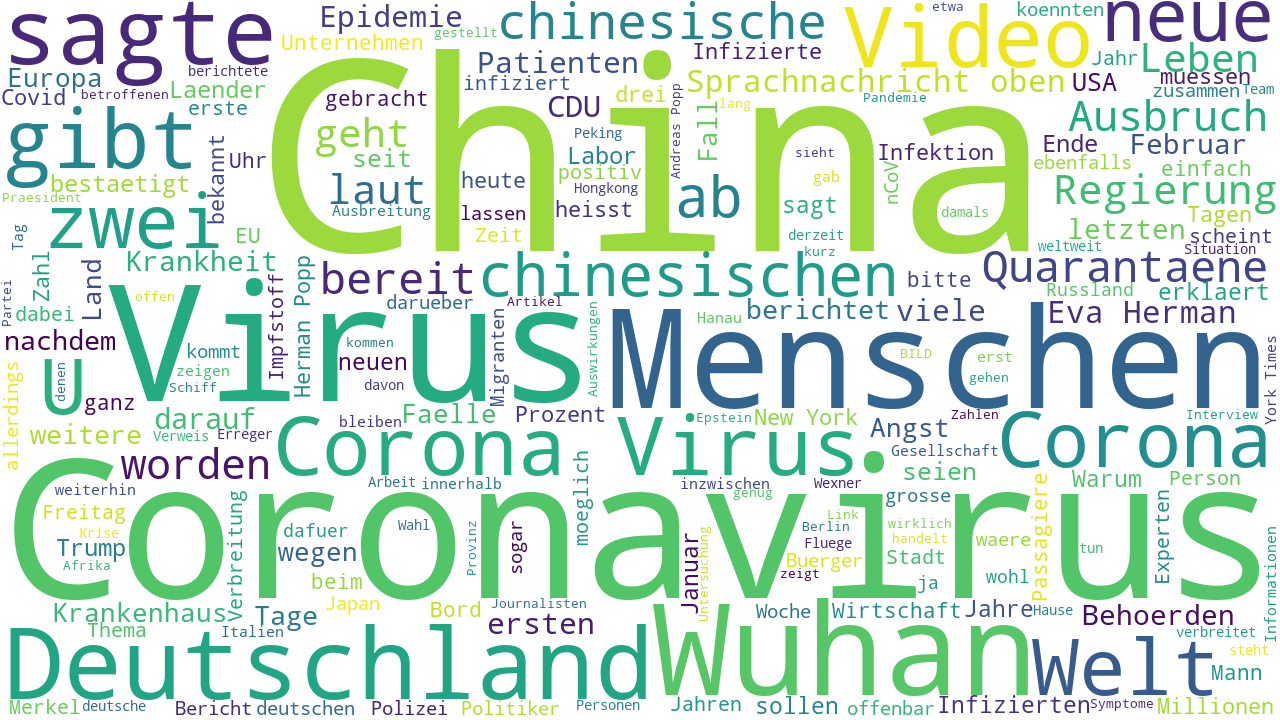 sagte
Epidemie
chinesische
Video
etwa
koennten
neue
Unternehmen
gestellt
Infizierte
Jahr
Leben
Europa
berichtete
Patienten
Sprachnachricht oben
USA
muessen
Covid
betroffenen
Laender
infiziert
zusammen
Team
erste
gebracht
CDU
drei
lang
Pandemie
Ausbruch
gibt
China
geht
Peking
Andreas Popp
Fall
Ende
Februar
bekannt
Uhr
seit
Labor
sieht
Infektion
ebenfalls
einfach
bestaetigt
laut
heute
positiv
Hongkong
ab
gab
nCoV
Regierung
Praesident
zwei
Ausbreitung
lassen
heisst
sagt
damals
letzten
Tagen
Tag
EU
Zeit
derzeit
scheint
weltweit
Situation
Zahl
Krankheit
kurz
Land
bereit
chinesischen
bitte
Quarantaene
Partei
offen
Impfstoff
Herman Popp
darueber
Artikel
Russland
erklaert
dabei
Virus
Menschen
Hanau
berichtet
viele
Eva Herman
nachdem
kommt
kommen
neuen
Migranten
Auswirkungen
BILD
erst
York Times
U
denen
zeigen
Schiff
davon
gehen
ganz
allerdings
darauf
bleiben
Faelle
Prozent
Epstein
New York
Zahlen
Interview
weitere
Verweis
Erreger
Corona Virus
Angst
Corona
Gesellschaft
worden
seien
Warum
Person
weiterhin
Arbeit
innerhalb
moeglich
inzwischen
Wexner
genug
grosse
Passagiere
Coronavirus
Freitag
Verbreitung
Experten
Krise
dafuer
Wahl
Provinz
sogar
Link
Berlin
wirklich
Informationen
Trump
wegen
Januar
Untersuchung
Fluege
handelt
waere
tun
Afrika
Buerger
Stadt
beim
zeigt
ja
wohl
Krankenhaus
Tage
Japan
Bord
Journalisten
Woche
Wirtschaft
Jahre
Hause
Behoerden
Thema
Italien
ersten
verbreitet
Deutschland
Wuhan
Welt
steht
Mann
Merkel
deutsche
Bericht
deutschen
Polizei
Politiker
Personen
Jahren
sollen
offenbar
Infizierten
Symptome
Millionen